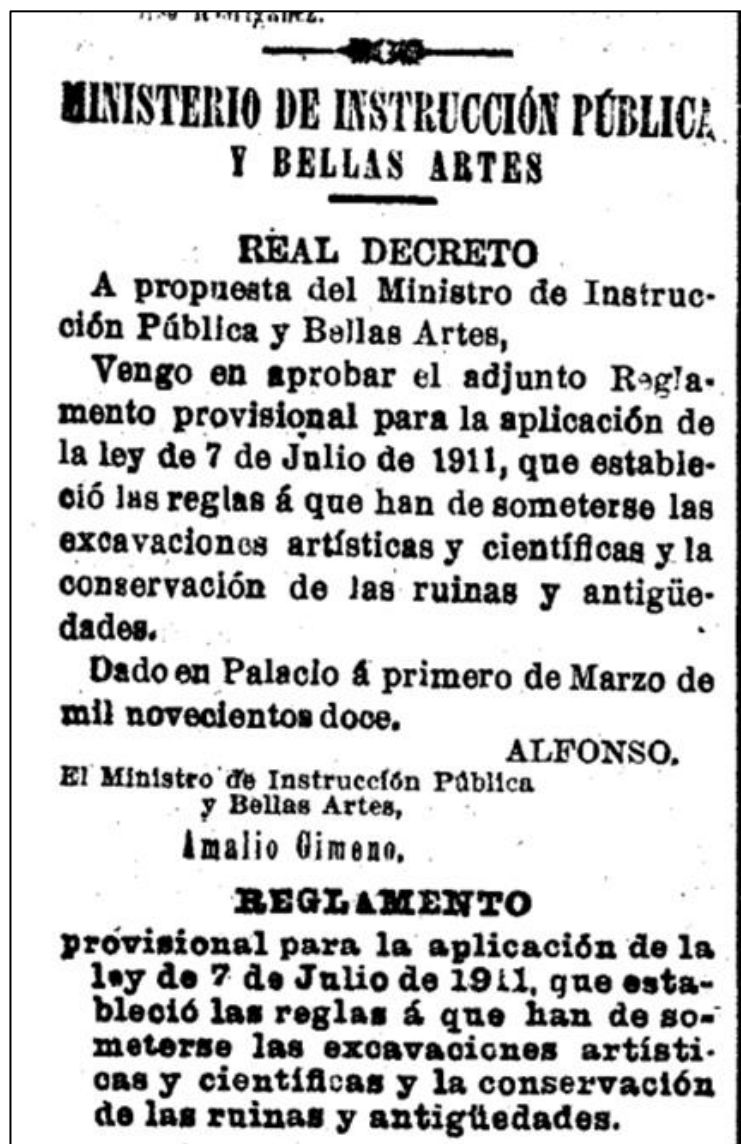 MINISTERIO DE INSTRUCCIÓN PÚBLICA
Y BELLAS ARTES
REAL DECRETO
A propuesta del Ministro de Instruc-
ción Pública y Bellas Artes,
Vengo en aprobar el adjunto Regla-
mento provisional para la aplicación de
la ley de 7 de Julio de 1911, que estable-
ció las reglas á que han de someterse las
excavaciones artísticas y científicas y la
conservación de las ruinas y antigüe-
dades.
Dado en Palacio á primero de Marzo de
mil novecientos doce.
ALFONSO.
El Ministro de Instrucción Pública
y Bellas Artes,
Amalio Gimeno.
REGLAMENTO
provisional para la aplicación de la
ley de 7 de Julio de 1911, que esta-
bleció las reglas á que han de so-
meterse las excavaciones artísti-
cas y científicas y la conservación
de las ruinas y antigüedades.